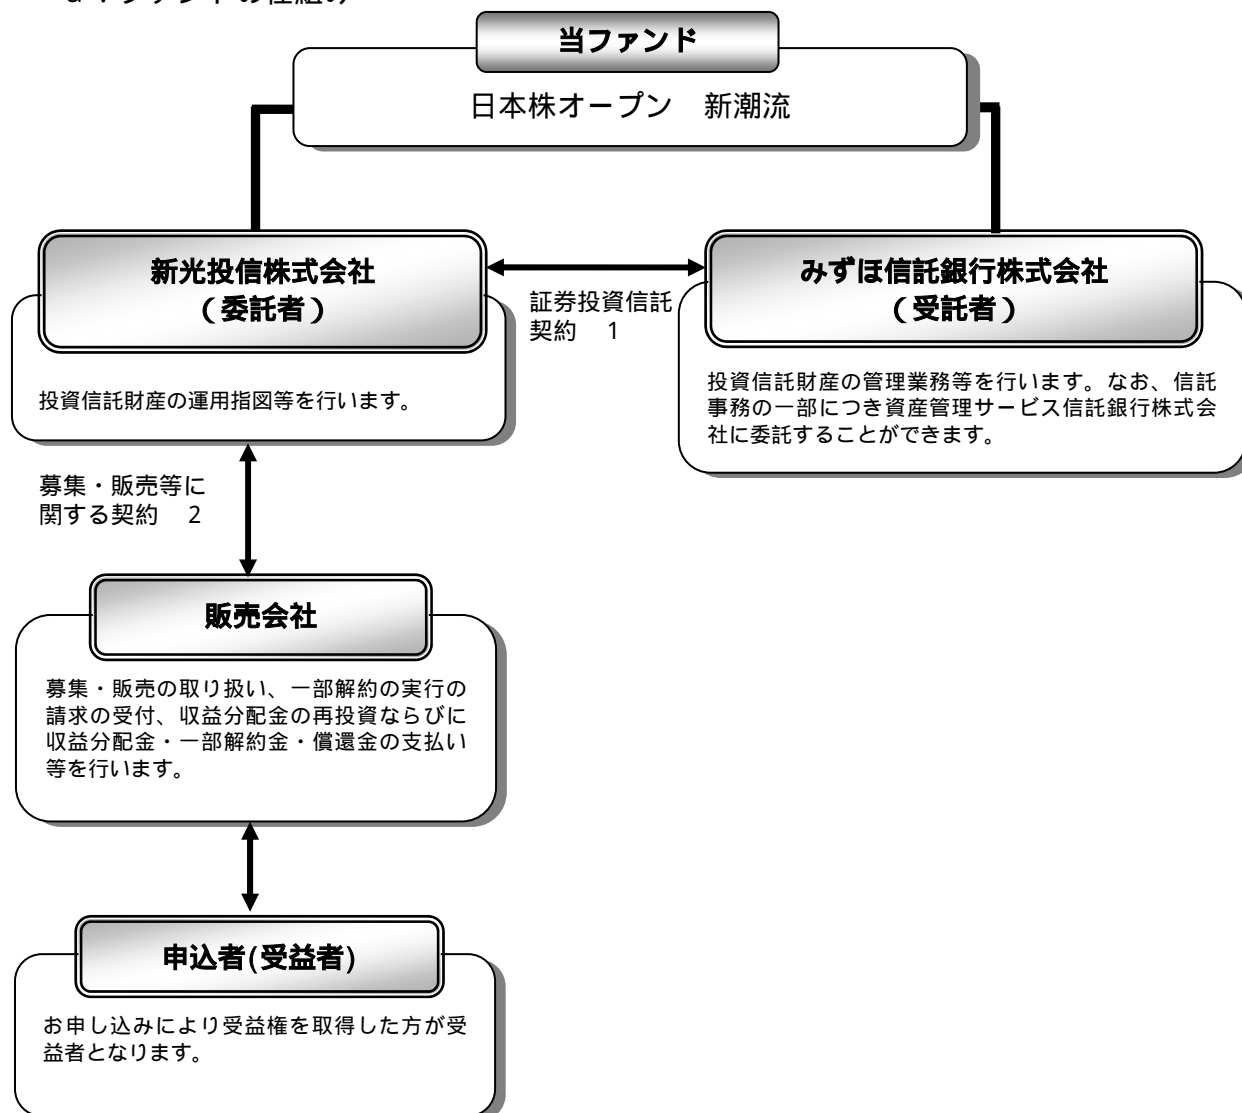 当ファンド
日本株オープン　新潮流
新光投信株式会社
（委託者）
投資信託財産の運用指図等を行います。
証券投資信託
契約　1
みずほ信託銀行株式会社
（受託者）
投資信託財産の管理業務等を行います。なお、信託
事務の一部につき資産管理サービス信託銀行株式会
社に委託することができます。
募集・販売等に
関する契約　2
販売会社
募集・販売の取り扱い、一部解約の実行の
請求の受付、収益分配金の再投資ならびに
収益分配金・一部解約金・償還金の支払い
等を行います。
申込者(受益者)
お申し込みにより受益権を取得した方が受
益者となります。